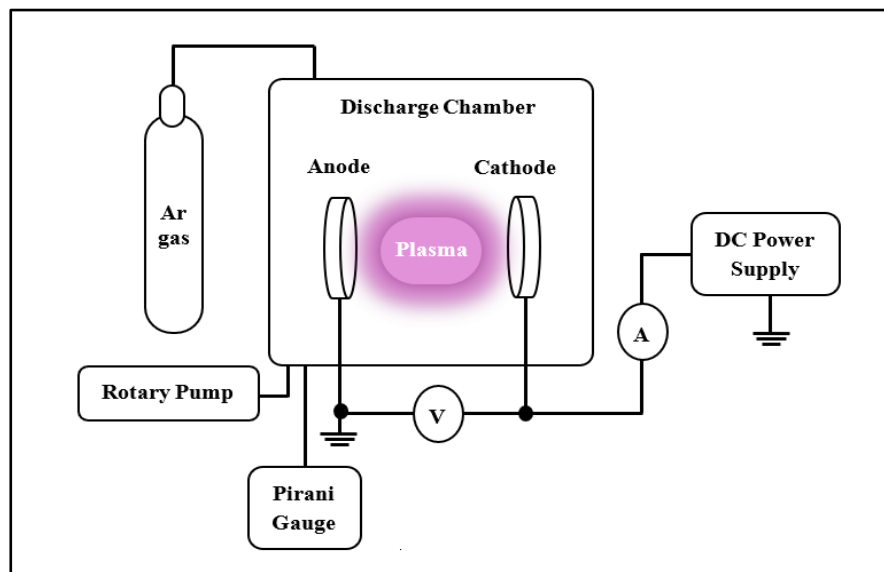 Discharge Chamber
Anode
Cathode
Ar
gas
Plasma
DC Power
Supply
A
Rotary Pump
V
Pirani
Gauge